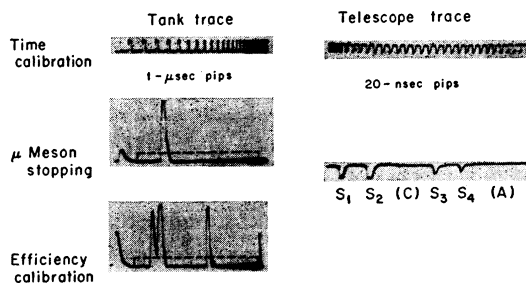 Tank trace
Telescope trace
Time
calibration
1-μsec pips
20-nsec pips
μ Meson
stopping
S1 S2 (C) S3 S4 (A)
Efficiency
calibration